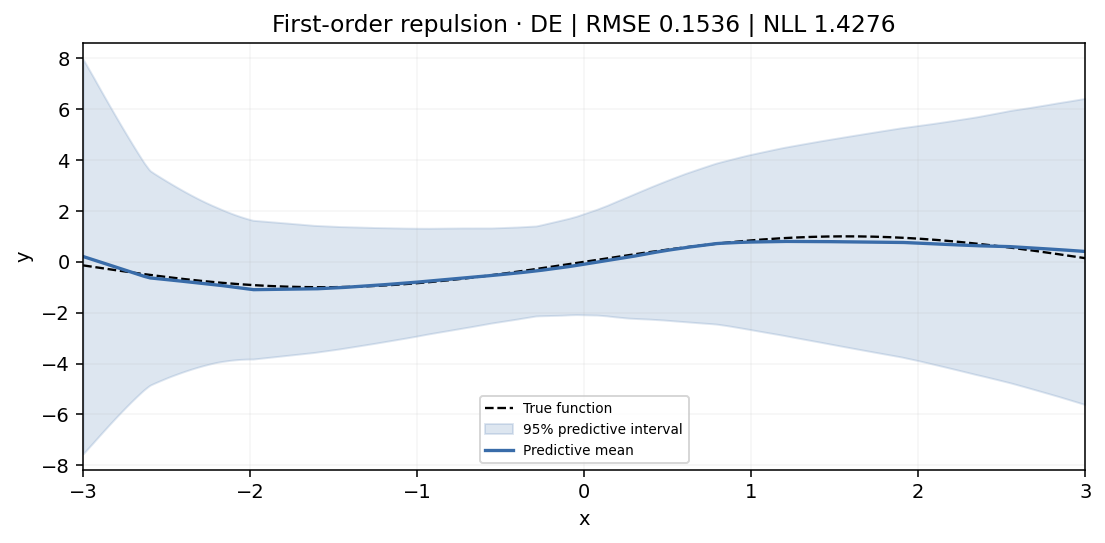 First-order repulsion · DE | RMSE 0.1536 | NLL 1.4276
8
6
4
2
0
−2
−4
−6
−8
y
True function
95% predictive interval
Predictive mean
−3 −2 −1 0 1 2 3
x